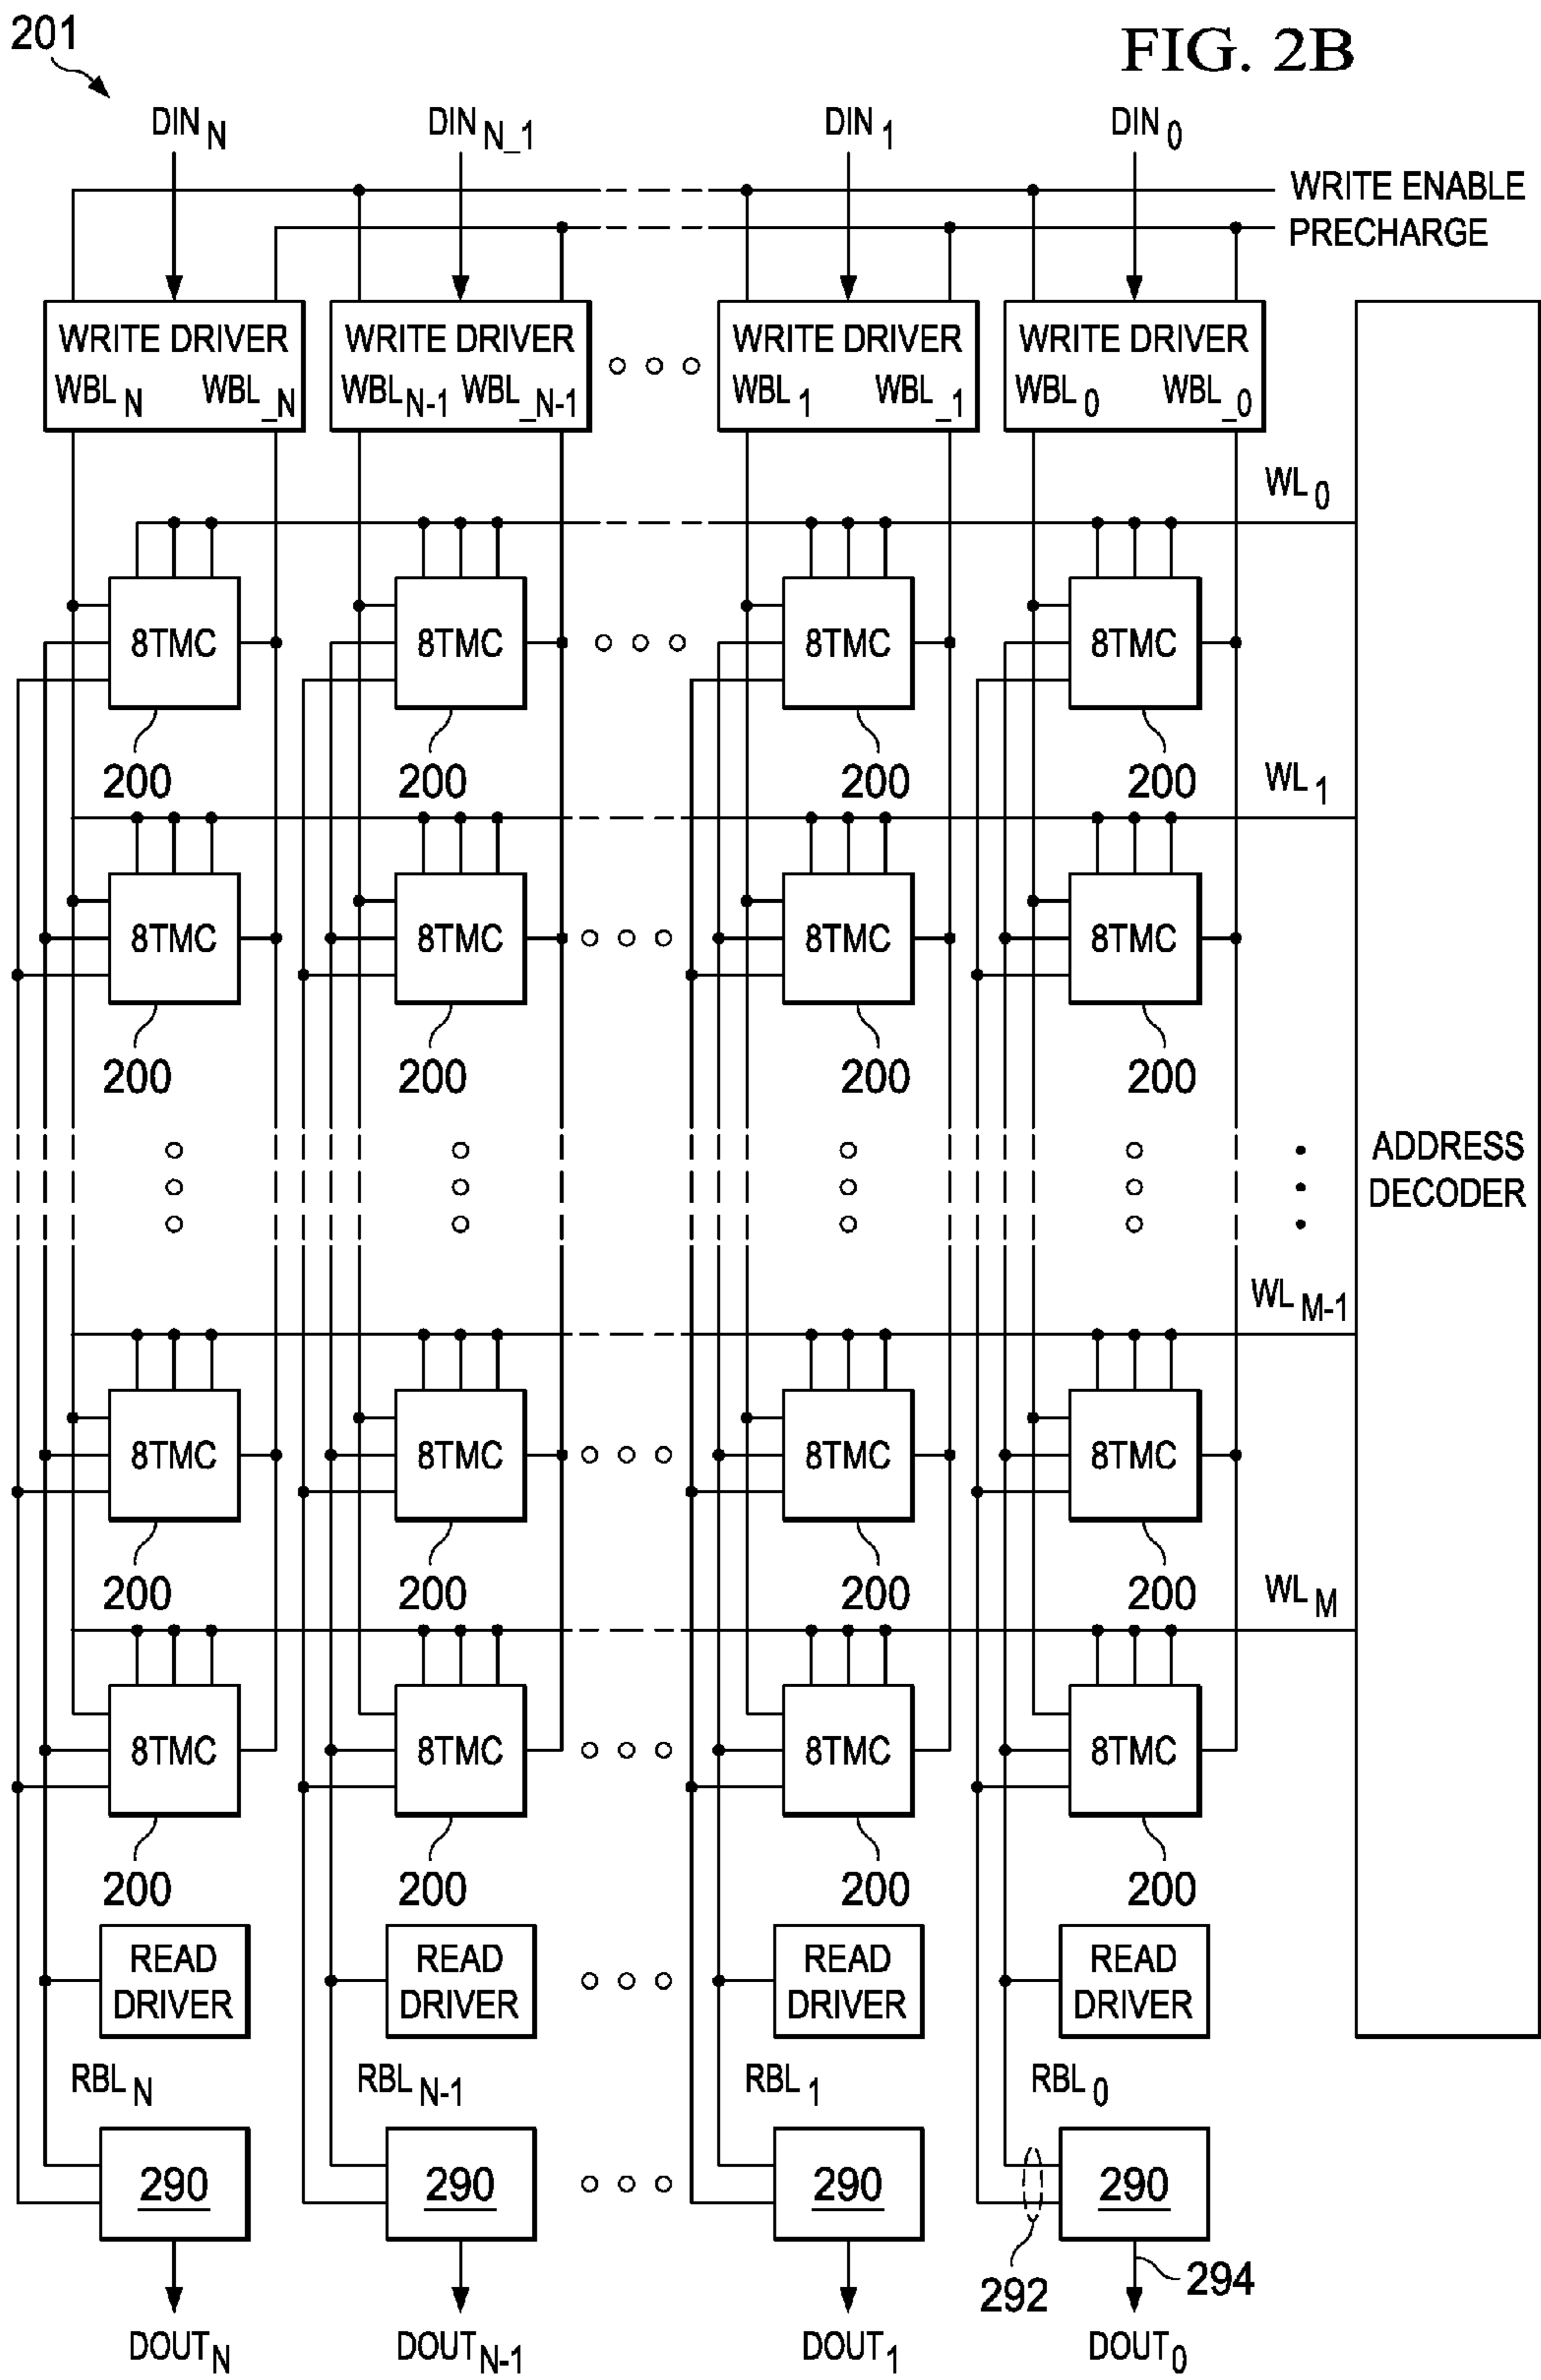 201
FIG. 2B
DIN N DIN N_1 DIN 1 DIN 0
WRITE ENABLE
PRECHARGE
WRITE DRIVER WRITE DRIVER WRITE DRIVER WRITE DRIVER
WBL N WBL _N WBL N-1 WBL _N-1 WBL 1 WBL _1 WBL 0 WBL _0
WL 0
8TMC 8TMC 8TMC 8TMC
200 200 200 200
WL 1
8TMC 8TMC 8TMC 8TMC
200 200 200 200
ADDRESS
DECODER
WL M-1
8TMC 8TMC 8TMC 8TMC
200 200 200 200
WL M
8TMC 8TMC 8TMC 8TMC
200 200 200 200
READ READ READ READ
DRIVER DRIVER DRIVER DRIVER
RBL N RBL N-1 RBL 1 RBL 0
290 290 290 290
292 294
DOUT N DOUT N-1 DOUT 1 DOUT 0